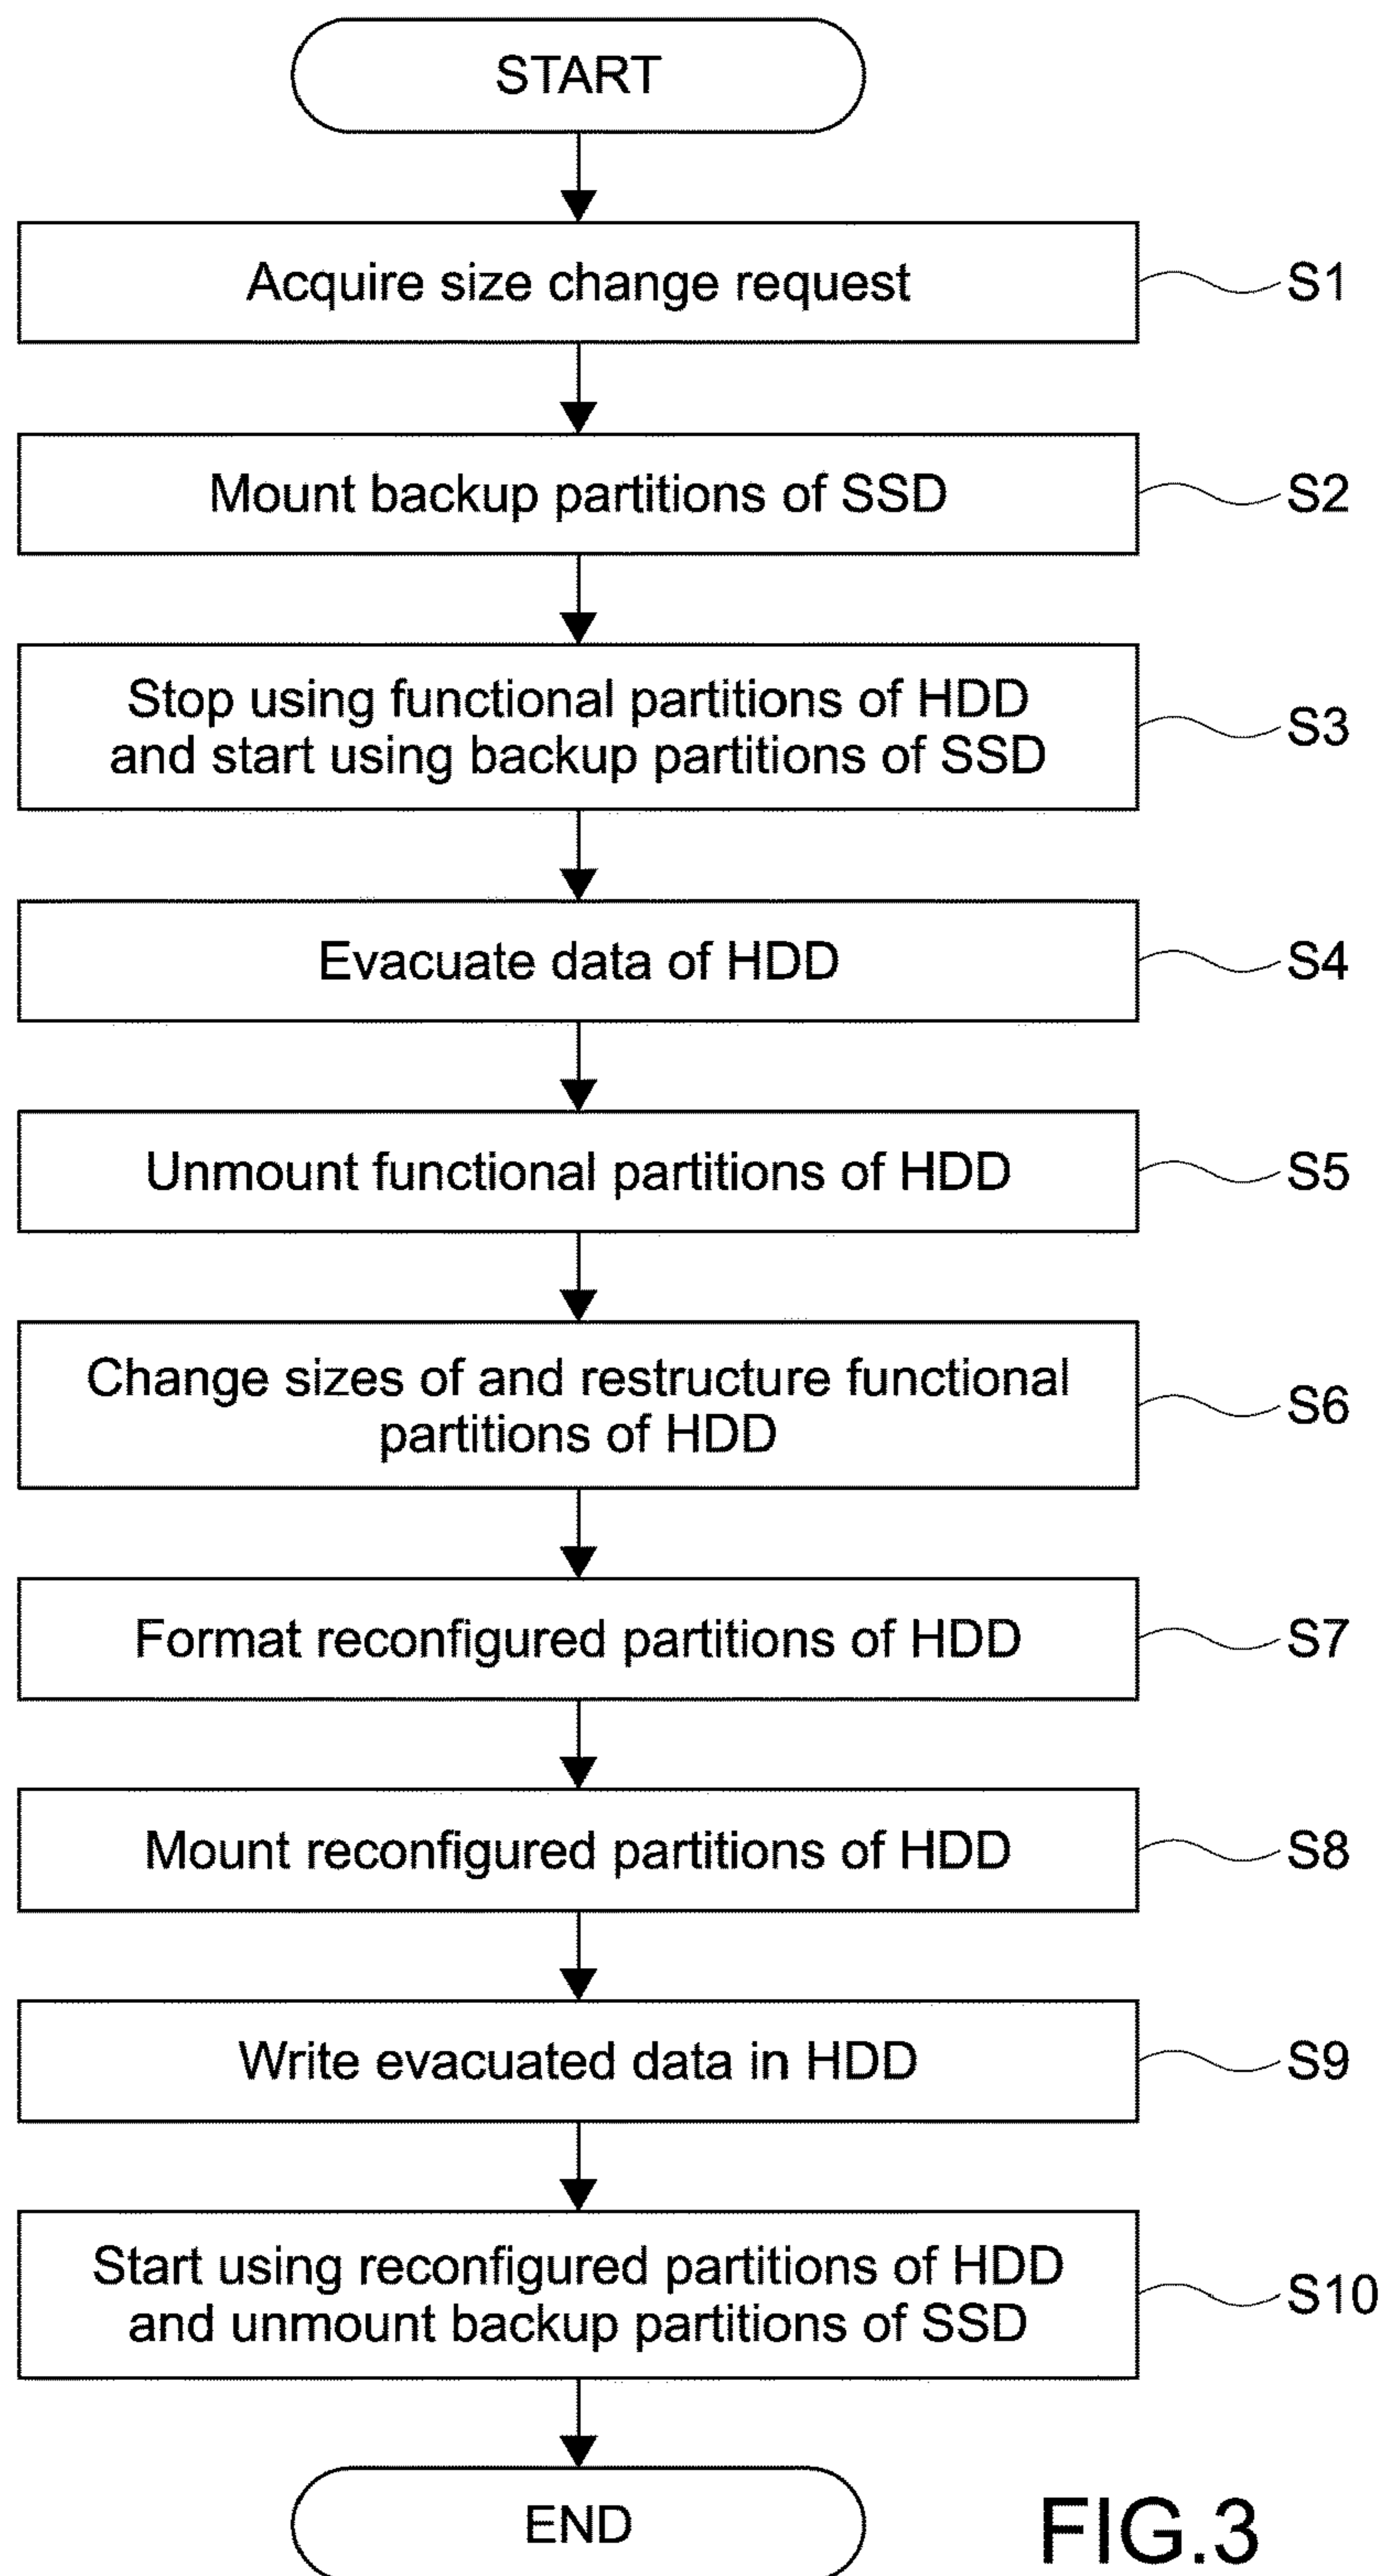 START
Acquire size change request
S1
Mount backup partitions of SSD
S2
Stop using functional partitions of HDD
and start using backup partitions of SSD
S3
Evacuate data of HDD
S4
Unmount functional partitions of HDD
S5
Change sizes of and restructure functional
partitions of HDD
S6
Format reconfigured partitions of HDD
S7
Mount reconfigured partitions of HDD
S8
Write evacuated data in HDD
S9
Start using reconfigured partitions of HDD
and unmount backup partitions of SSD
S10
END
FIG.3